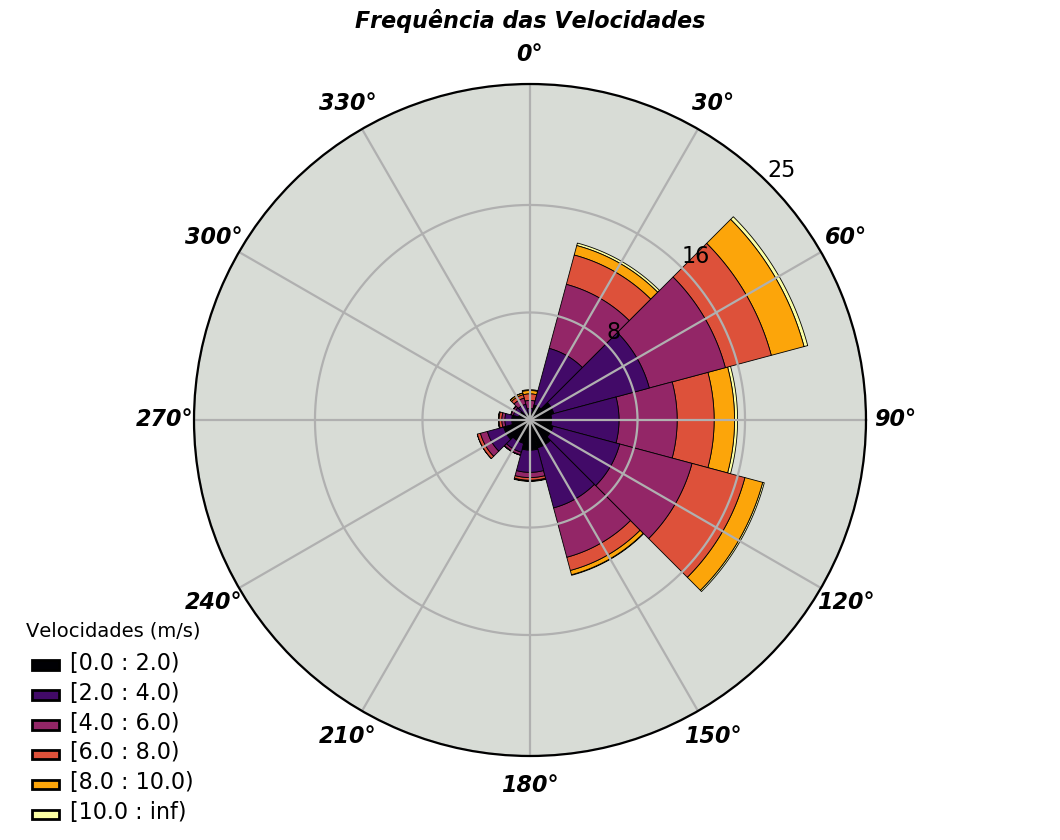 Frequência das Velocidades
0°
330°
30°
25
300°
60°
16
8
270°
90°
240°
120°
210°
150°
180°
Velocidades (m/s)
[0.0 : 2.0)
[2.0 : 4.0)
[4.0 : 6.0)
[6.0 : 8.0)
[8.0 : 10.0)
[10.0 : inf)